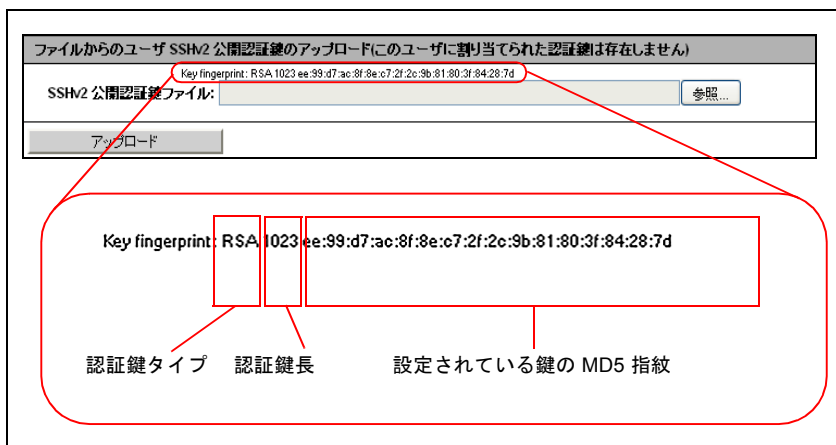 ファイルからのユーザ SSHv2 公開認証鍵のアップロード(このユーザに割り当てられた認証鍵は存在しません)
Key fingerprint: RSA 1023 ee:99:d7:ac:8f:8e:c7:2f:2c:9b:81:80:3f:84:28:7d
SSHv2 公開認証鍵ファイル:
参照...
アップロード
Key fingerprint: RSA 1023 ee:99:d7:ac:8f:8e:c7:2f:2c:9b:81:80:3f:84:28:7d
認証鍵タイプ 認証鍵長 設定されている鍵の MD5 指紋